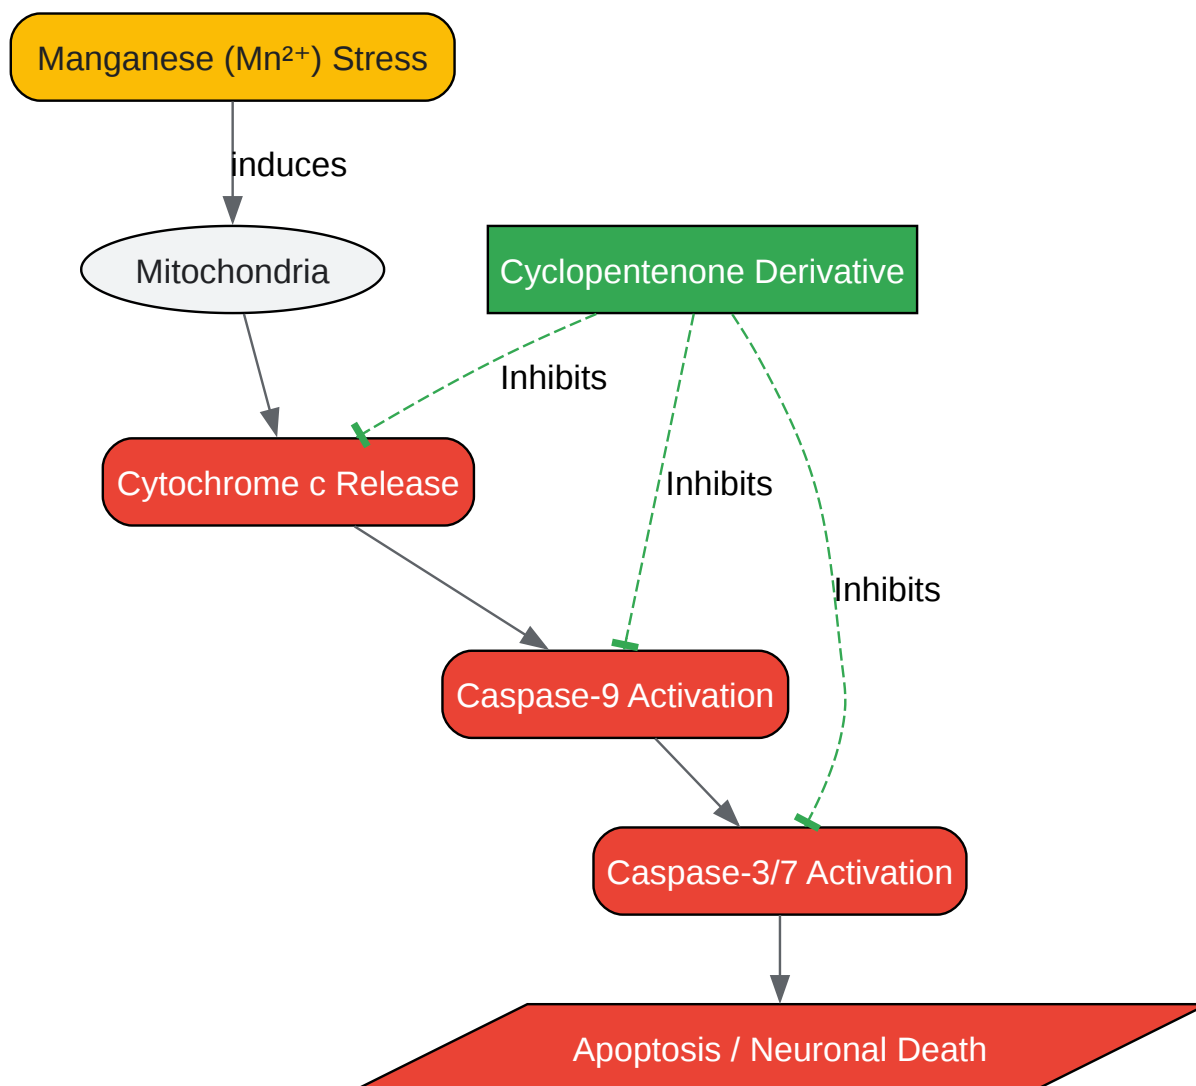 Manganese (Mn²⁺) Stress
induces
Mitochondria
Cyclopentenone Derivative
Inhibits
Cytochrome c Release
Inhibits
Inhibits
Caspase-9 Activation
Caspase-3/7 Activation
Apoptosis / Neuronal Death